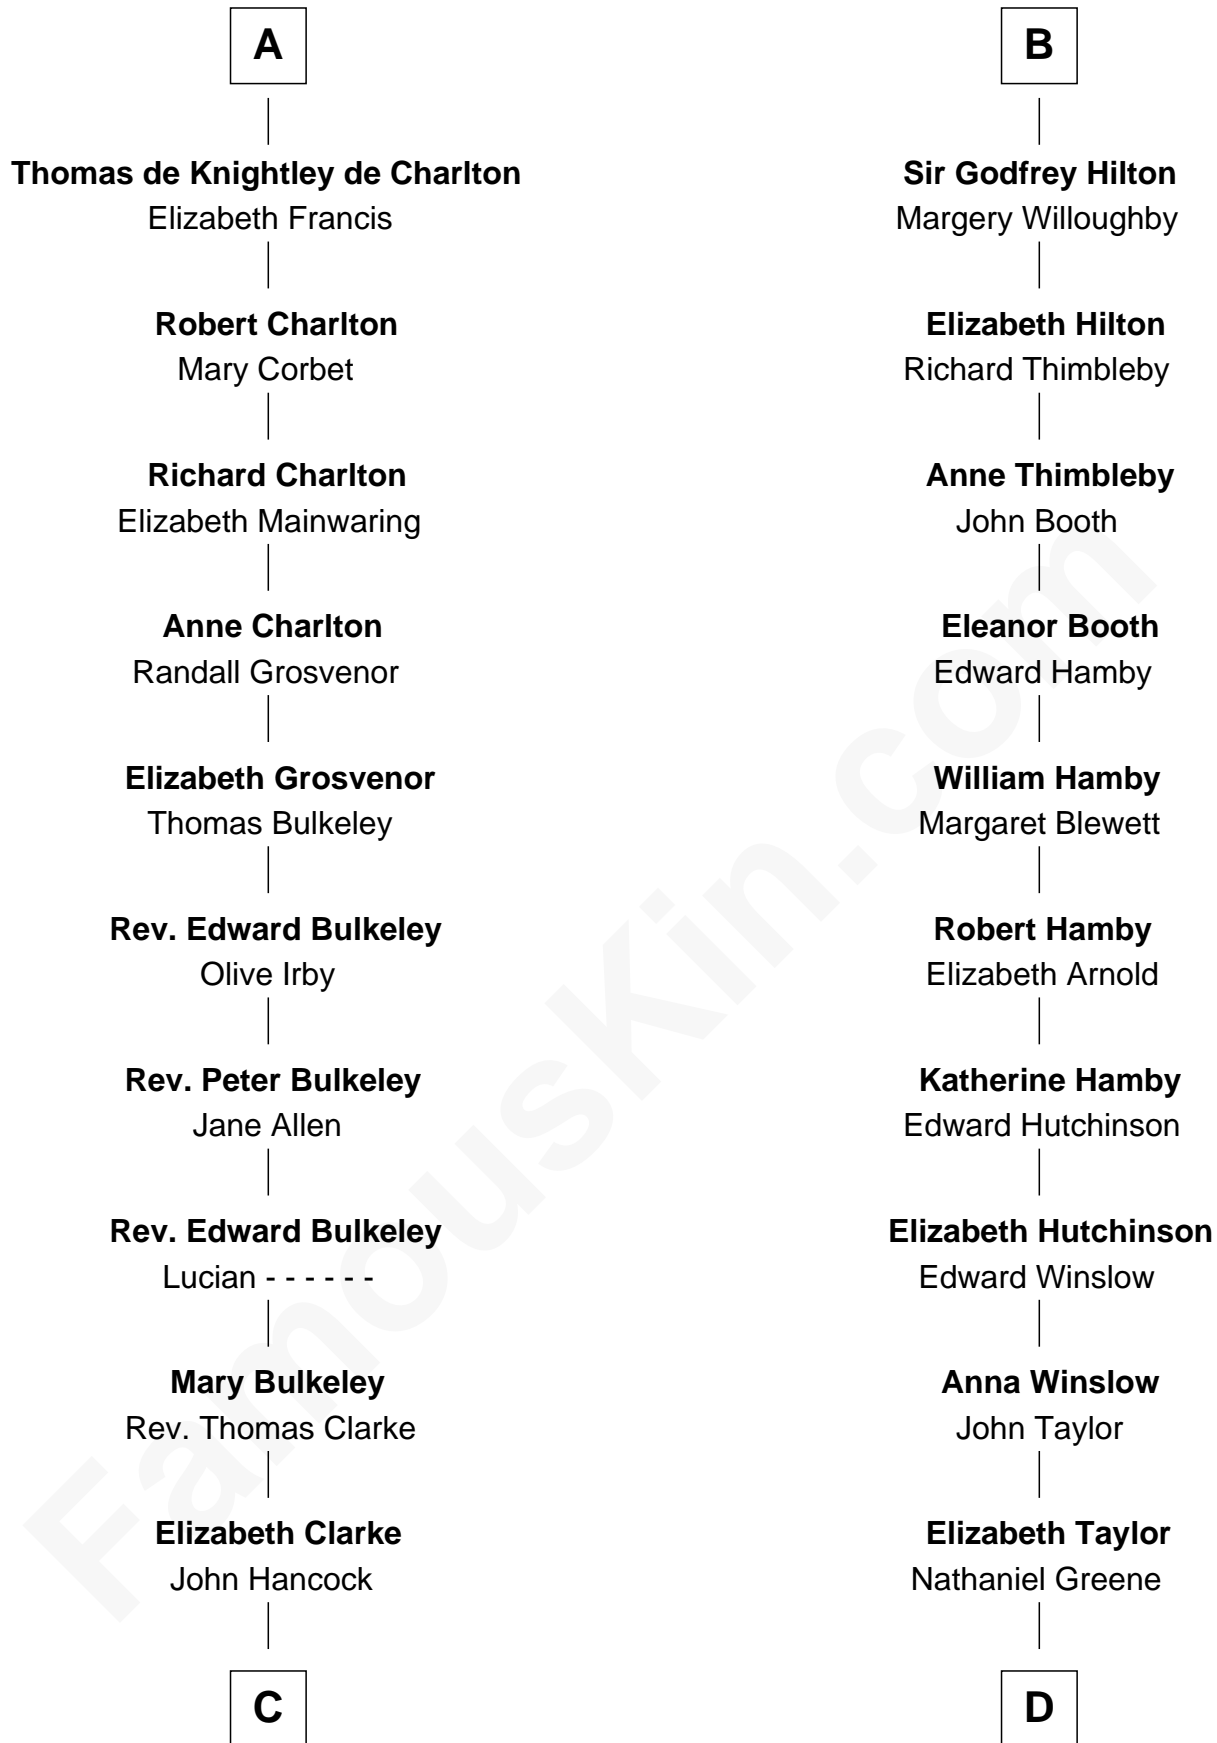 A
Thomas de Knightley de Charlton
Elizabeth Francis
Robert Charlton
Mary Corbet
Richard Charlton
Elizabeth Mainwaring
Anne Charlton
Randall Grosvenor
Elizabeth Grosvenor
Thomas Bulkeley
Rev. Edward Bulkeley
Olive Irby
Rev. Peter Bulkeley
Jane Allen
Rev. Edward Bulkeley
Lucian - - - - - -
Mary Bulkeley
Rev. Thomas Clarke
Elizabeth Clarke
John Hancock
C
B
Sir Godfrey Hilton
Margery Willoughby
Elizabeth Hilton
Richard Thimbleby
Anne Thimbleby
John Booth
Eleanor Booth
Edward Hamby
William Hamby
Margaret Blewett
Robert Hamby
Elizabeth Arnold
Katherine Hamby
Edward Hutchinson
Elizabeth Hutchinson
Edward Winslow
Anna Winslow
John Taylor
Elizabeth Taylor
Nathaniel Greene
D
FamousKin.com